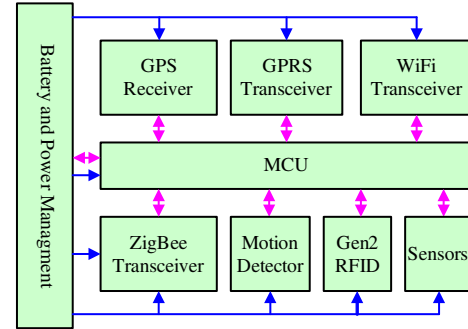 Battery and Power Managment
GPS
Receiver
GPRS
Transceiver
WiFi
Transceiver
MCU
ZigBee
Transceiver
Motion
Detector
Gen2
RFID
Sensors